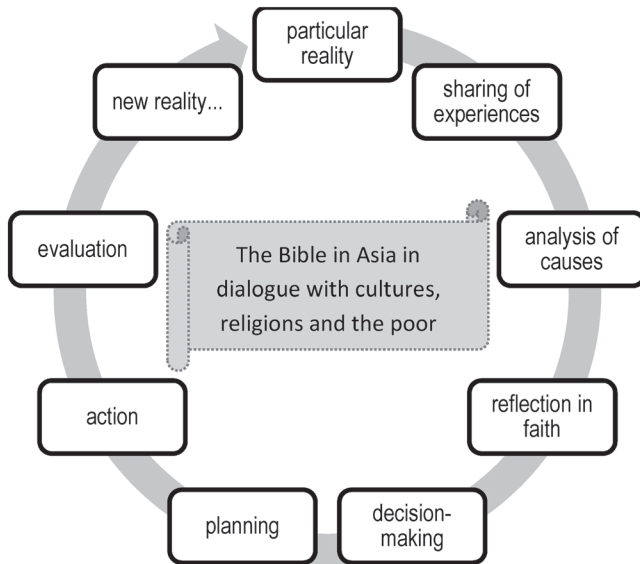 particular
reality
sharing of
experiences
analysis of
causes
reflection in
faith
decision-
making
planning
action
evaluation
new reality...
The Bible in Asia in
dialogue with cultures,
religions and the poor